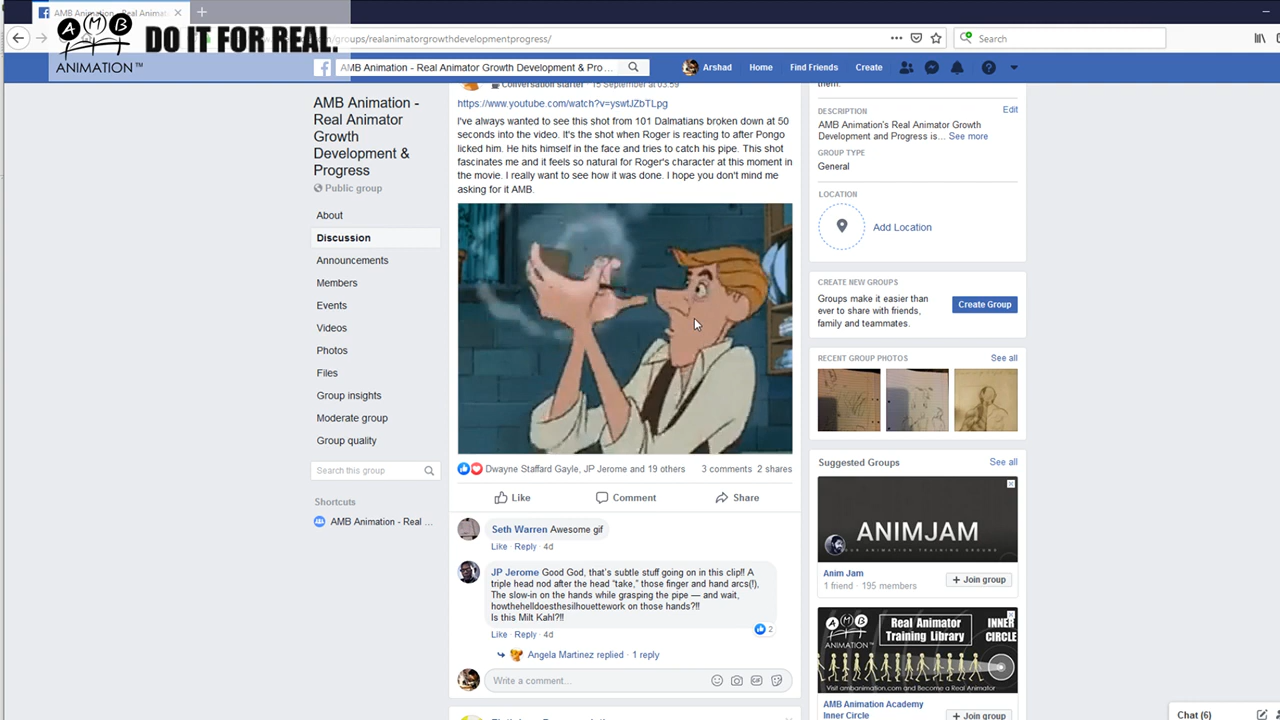 AMB Animation - Real Animat
AMB
ANIMATION™
DO IT FOR REAL.
/groups/realanimatorgrowthdevelopmentprogress/
Search
AMB Animation - Real Animator Growth Development & Pro ...
Arshad
Home
Find Friends
Create
AMB Animation -
Real Animator
Growth
Development &
Progress
Public group
About
Discussion
Announcements
Members
Events
Videos
Photos
Files
Group insights
Moderate group
Group quality
Search this group
Shortcuts
AMB Animation - Real ...
Conversation starter · 15 September at 03:59
https://www.youtube.com/watch?v=yswtJZbTLpg
I've always wanted to see this shot from 101 Dalmatians broken down at 50
seconds into the video. It's the shot when Roger is reacting to after Pongo
licked him. He hits himself in the face and tries to catch his pipe. This shot
fascinates me and it feels so natural for Roger's character at this moment in
the movie. I really want to see how it was done. I hope you don't mind me
asking for it AMB.
Dwayne Staffard Gayle, JP Jerome and 19 others
3 comments 2 shares
Like
Comment
Share
Seth Warren Awesome gif
Like · Reply · 4d
JP Jerome Good God, that's subtle stuff going on in this clip!! A
triple head nod after the head "take," those finger and hand arcs(!),
The slow-in on the hands while grasping the pipe — and wait,
howthehelldoesthesilhouettework on those hands?!!
Is this Milt Kahl?!!
2
Like · Reply · 4d
Angela Martinez replied · 1 reply
Write a comment...
GIF
them.
DESCRIPTION
Edit
AMB Animation's Real Animator Growth
Development and Progress is... See more
GROUP TYPE
General
LOCATION
Add Location
CREATE NEW GROUPS
Groups make it easier than
ever to share with friends,
family and teammates.
Create Group
RECENT GROUP PHOTOS
See all
Suggested Groups
See all
ANIMJAM
FOR ANIMATION TRAINING GROUPS
Anim Jam
1 friend · 195 members
+ Join group
AMB
ANIMATION™
Real Animator
Training Library
INNER
CIRCLE
Visit ambanimation.com and Become a Real Animator
AMB Animation Academy
Inner Circle
+ Join group
Chat (6)